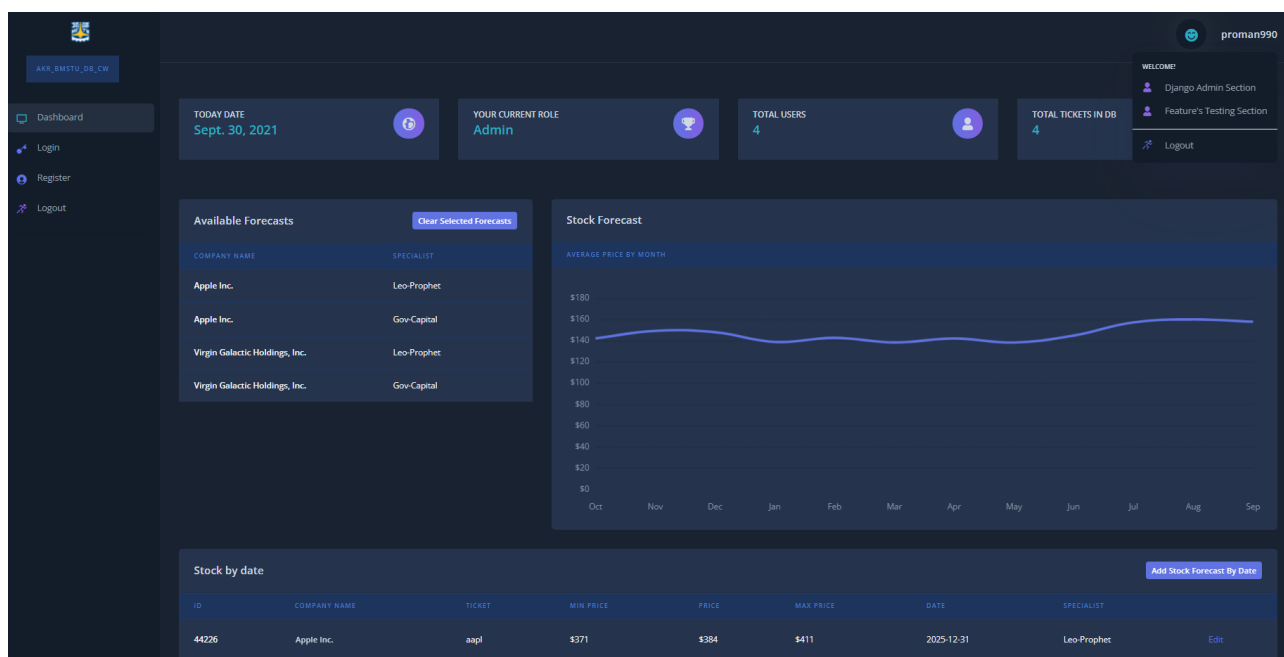 proman990
AKR_BMSTU_DB_CW
WELCOME!
Django Admin Section
Feature's Testing Section
Logout
Dashboard
Login
Register
Logout
TODAY DATE
Sept. 30, 2021
YOUR CURRENT ROLE
Admin
TOTAL USERS
4
TOTAL TICKETS IN DB
4
Available Forecasts
Clear Selected Forecasts
COMPANY NAME SPECIALIST
Apple Inc. Leo-Prophet
Apple Inc. Gov-Capital
Virgin Galactic Holdings, Inc. Leo-Prophet
Virgin Galactic Holdings, Inc. Gov-Capital
Stock Forecast
AVERAGE PRICE BY MONTH
$180
$160
$140
$120
$100
$80
$60
$40
$20
$0
Oct Nov Dec Jan Feb Mar Apr May Jun Jul Aug Sep
Stock by date
Add Stock Forecast By Date
ID COMPANY NAME TICKET MIN PRICE PRICE MAX PRICE DATE SPECIALIST
44226 Apple Inc. aapl $371 $384 $411 2025-12-31 Leo-Prophet Edit